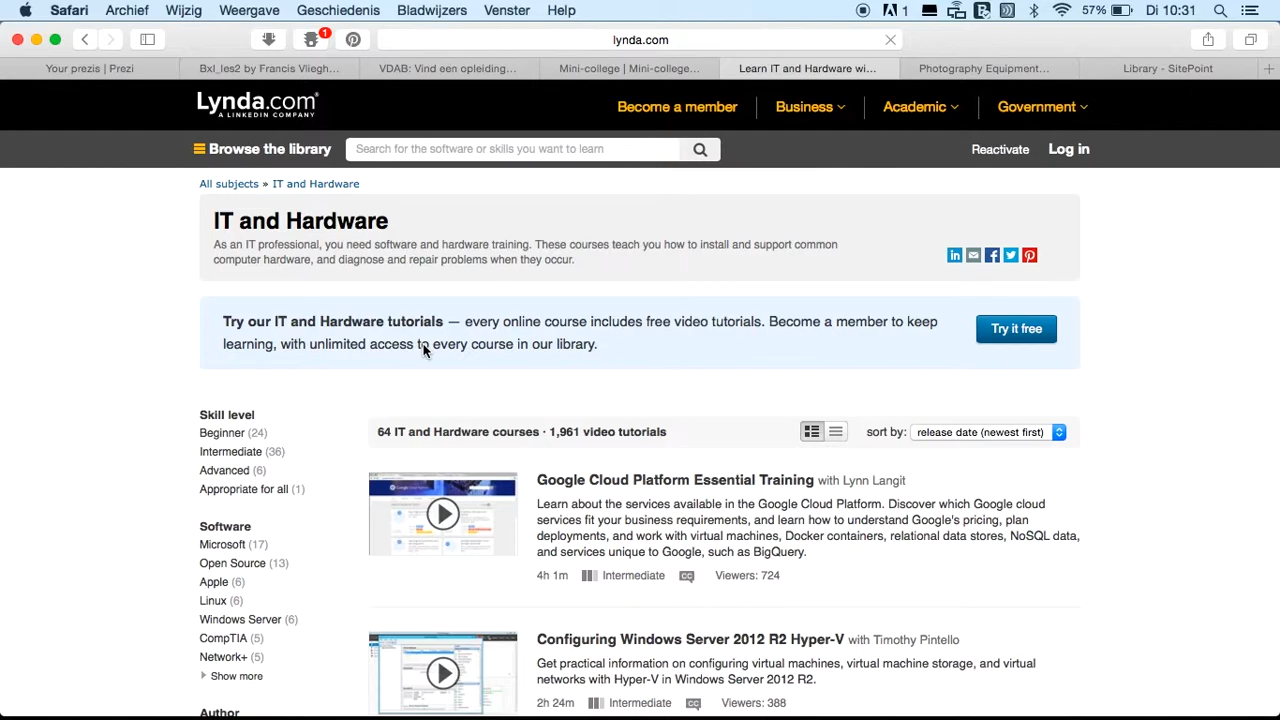 Safari Archief Wijzig Weergave Geschiedenis Bladwijzers Venster Help 1 57% Di 10:31
1 lynda.com
Your prezis | Prezi Bxl_les2 by Francis Vliegh... VDAB: Vind een opleiding... Mini-college | Mini-college... Learn IT and Hardware wi... Photography Equipment... Library - SitePoint
Lynda.com Become a member Business Academic Government
A LINKEDIN COMPANY
Browse the library Search for the software or skills you want to learn Reactivate Log in
All subjects » IT and Hardware
IT and Hardware
As an IT professional, you need software and hardware training. These courses teach you how to install and support common
computer hardware, and diagnose and repair problems when they occur.
Try our IT and Hardware tutorials — every online course includes free video tutorials. Become a member to keep
learning, with unlimited access to every course in our library.
Try it free
Skill level
Beginner (24)
Intermediate (36)
Advanced (6)
Appropriate for all (1)
Software
Microsoft (17)
Open Source (13)
Apple (6)
Linux (6)
Windows Server (6)
CompTIA (5)
Network+ (5)
Show more
Author
64 IT and Hardware courses · 1,961 video tutorials sort by: release date (newest first)
Google Cloud Platform Essential Training with Lynn Langit
Learn about the services available in the Google Cloud Platform. Discover which Google cloud
services fit your business requirements, and learn how to understand Google's pricing, plan
deployments, and work with virtual machines, Docker containers, relational data stores, NoSQL data,
and services unique to Google, such as BigQuery.
4h 1m Intermediate CC Viewers: 724
Configuring Windows Server 2012 R2 Hyper-V with Timothy Pintello
Get practical information on configuring virtual machines, virtual machine storage, and virtual
networks with Hyper-V in Windows Server 2012 R2.
2h 24m Intermediate CC Viewers: 388